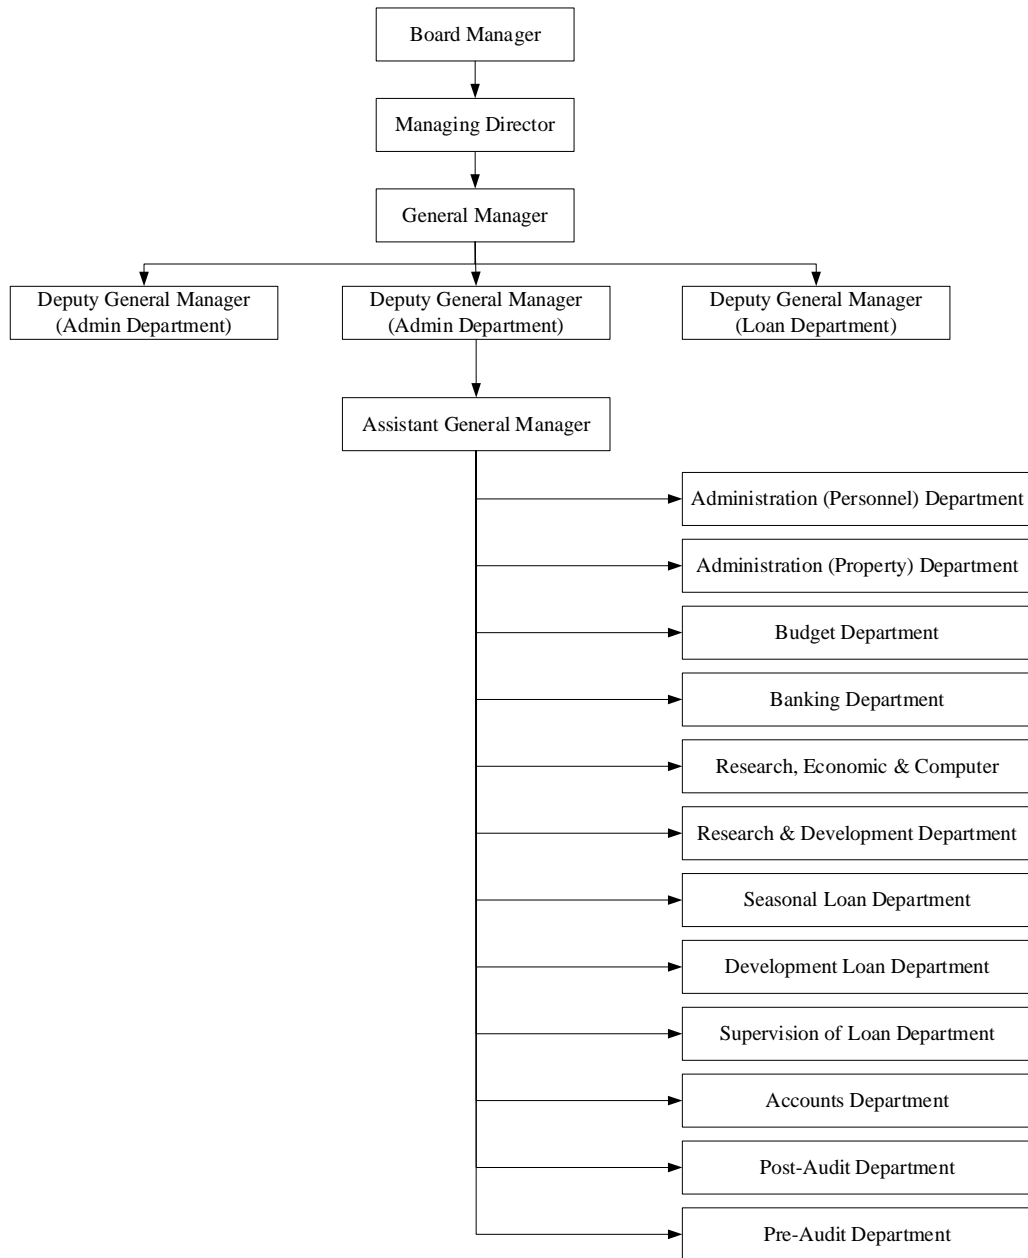 Board Manager
Managing Director
General Manager
Deputy General Manager
(Admin Department)
Deputy General Manager
(Admin Department)
Deputy General Manager
(Loan Department)
Assistant General Manager
Administration (Personnel) Department
Administration (Property) Department
Budget Department
Banking Department
Research, Economic & Computer
Research & Development Department
Seasonal Loan Department
Development Loan Department
Supervision of Loan Department
Accounts Department
Post-Audit Department
Pre-Audit Department